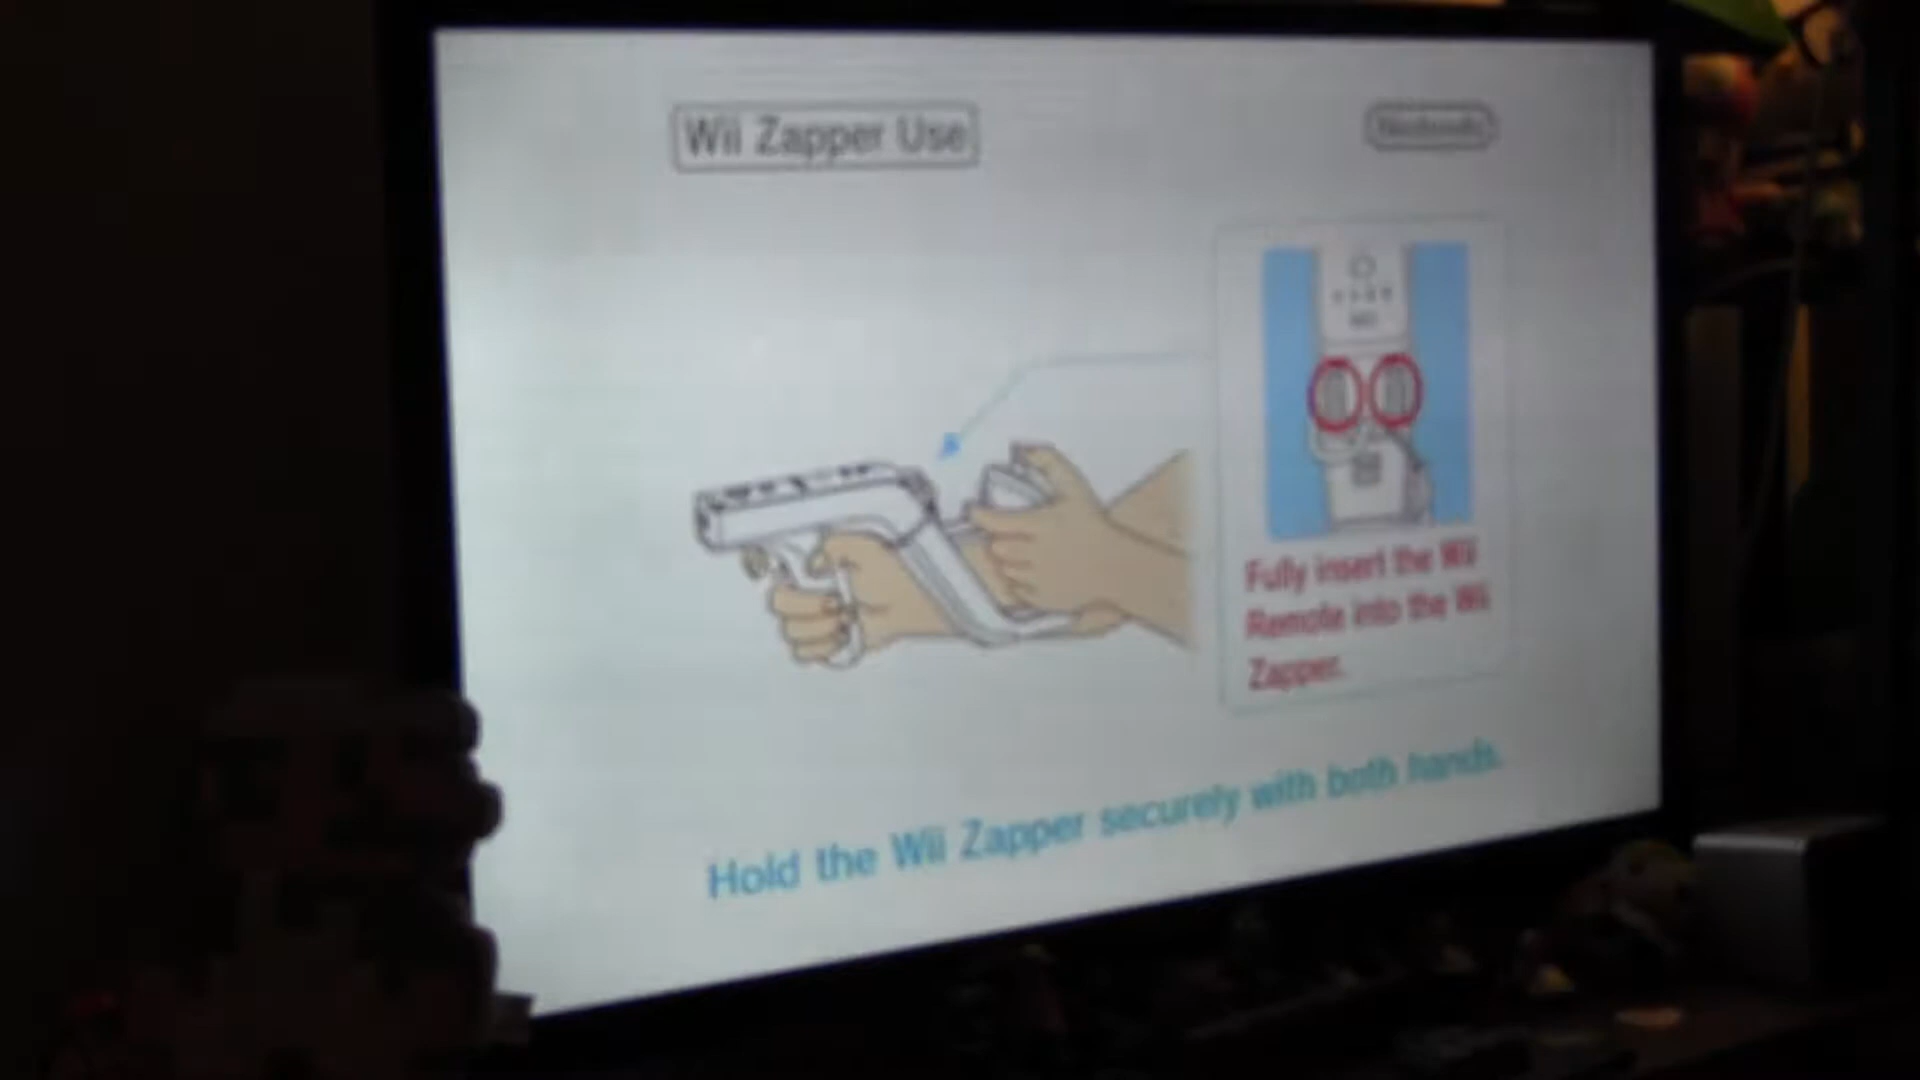 Wii Zapper Use
Nintendo
Fully insert the Wii
Remote into the Wii
Zapper.
Hold the Wii Zapper securely with both hands.